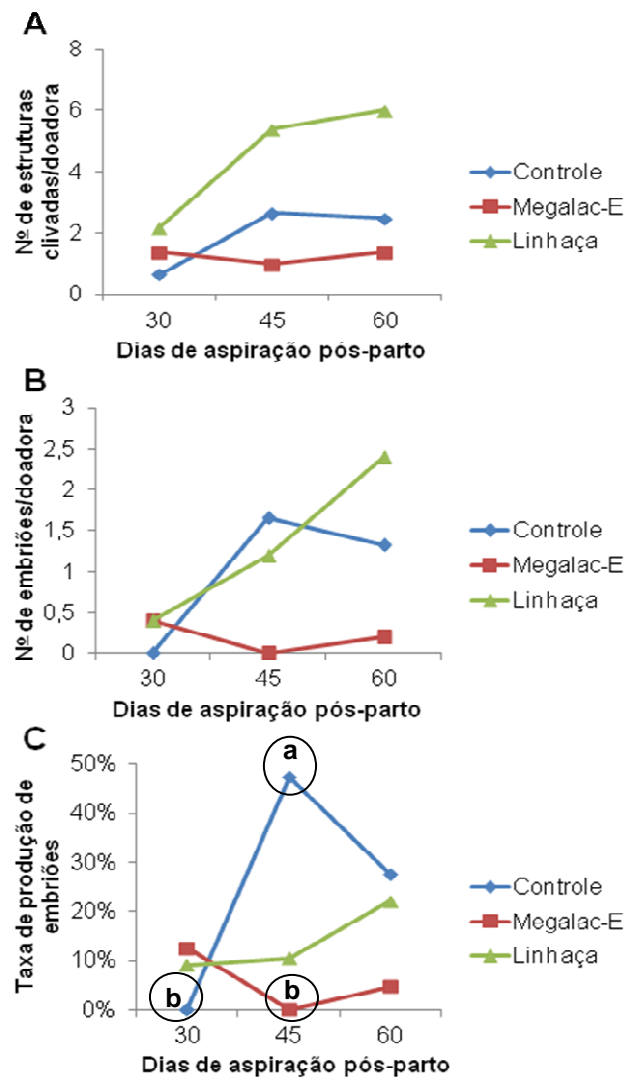 A
Nº de estruturas
clivadas/doadora
8
6
4
2
0
30 45 60
Dias de aspiração pós-parto
Controle
Megalac-E
Linhaça
B
Nº de embriões/doadora
3
2,5
2
1,5
1
0,5
0
30 45 60
Dias de aspiração pós-parto
Controle
Megalac-E
Linhaça
C
Taxa de produção de
embriões
50%
40%
30%
20%
10%
0%
a
b
b
30 45 60
Dias de aspiração pós-parto
Controle
Megalac-E
Linhaça